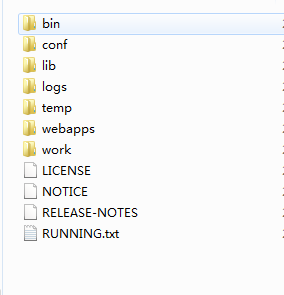 bin
conf
lib
logs
temp
webapps
work
LICENSE
NOTICE
RELEASE-NOTES
RUNNING.txt